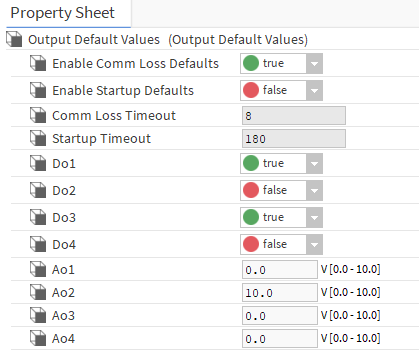 Property Sheet
Output Default Values (Output Default Values)
Enable Comm Loss Defaults true
Enable Startup Defaults false
Comm Loss Timeout 8
Startup Timeout 180
Do1 true
Do2 false
Do3 true
Do4 false
Ao1 0.0 V [0.0 - 10.0]
Ao2 10.0 V [0.0 - 10.0]
Ao3 0.0 V [0.0 - 10.0]
Ao4 0.0 V [0.0 - 10.0]